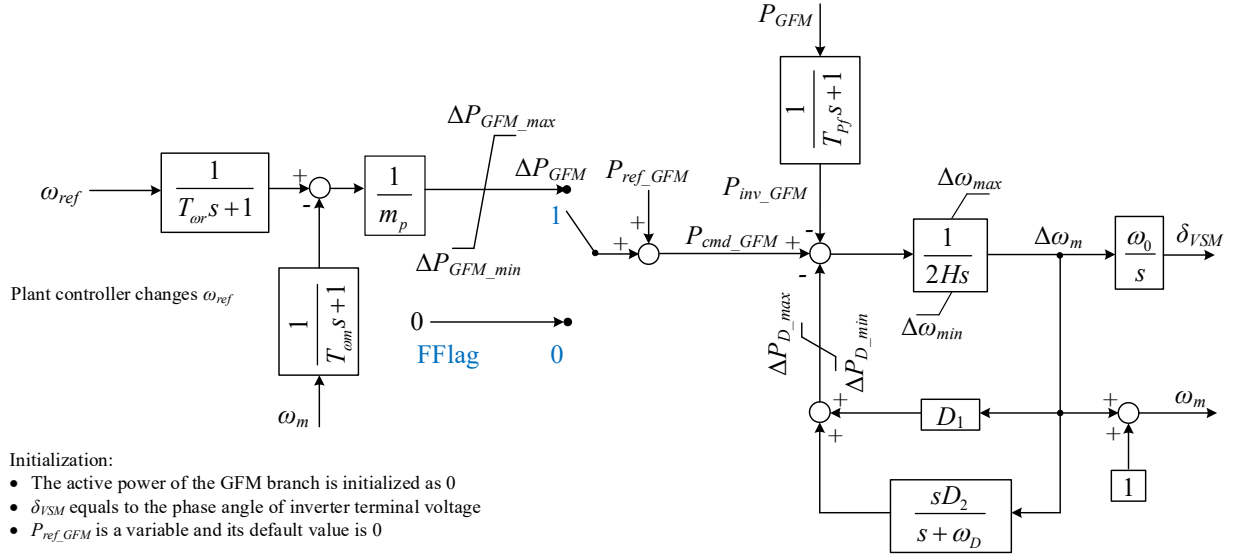 P_GFM
1
T_Pf s + 1
ΔP_GFM_max
ω_ref
1
T_ωr s + 1
+
-
1
m_p
ΔP_GFM
1
P_ref_GFM
+
+
P_cmd_GFM
P_inv_GFM
-
+
-
Δω_max
1
2Hs
Δω_min
Δω_m
ω_0
s
δ_VSM
ΔP_GFM_min
Plant controller changes ω_ref
1
T_ωm s + 1
ω_m
0
FFlag
0
ΔP_D_max
ΔP_D_min
+
+
D_1
+
+
ω_m
1
sD_2
s + ω_D
Initialization:
• The active power of the GFM branch is initialized as 0
• δ_VSM equals to the phase angle of inverter terminal voltage
• P_ref_GFM is a variable and its default value is 0